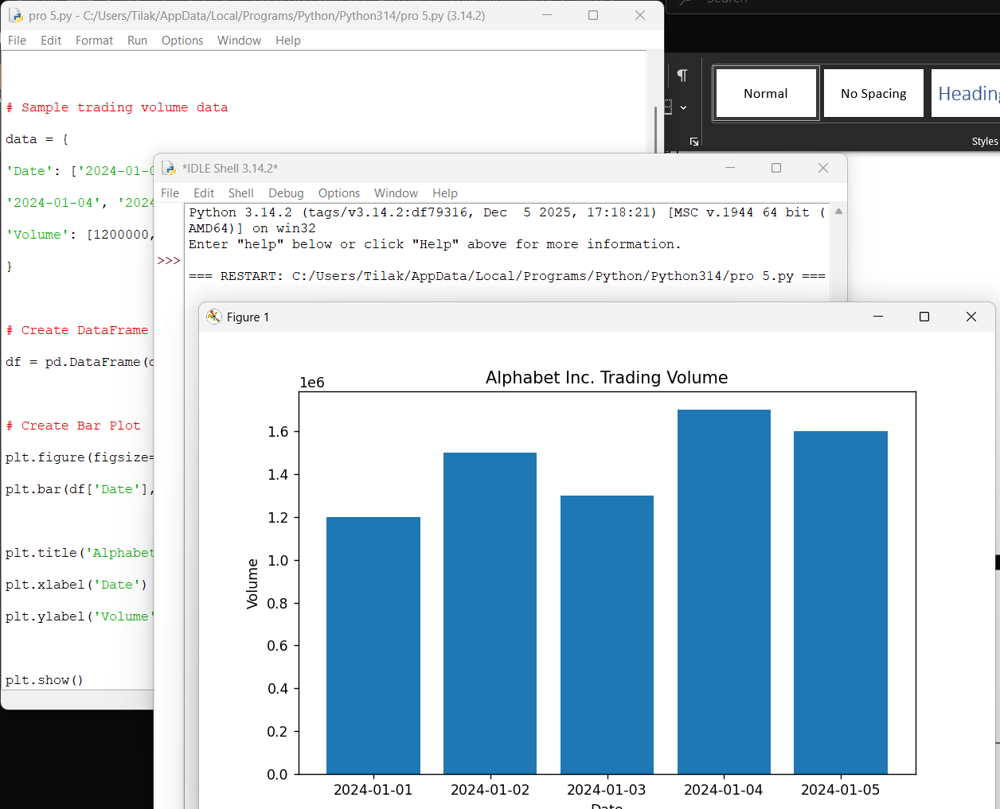 pro 5.py - C:/Users/Tilak/AppData/Local/Programs/Python/Python314/pro 5.py (3.14.2)
File Edit Format Run Options Window Help
# Sample trading volume data
data = {
'Date': ['2024-01-0
'2024-01-04', '2024
'Volume': [1200000,
}
# Create DataFrame
df = pd.DataFrame(
# Create Bar Plot
plt.figure(figsize=
plt.bar(df['Date'],
plt.title('Alphabet
plt.xlabel('Date')
plt.ylabel('Volume'
plt.show()
Search
Normal
No Spacing
Heading
Styles
*IDLE Shell 3.14.2*
File Edit Shell Debug Options Window Help
Python 3.14.2 (tags/v3.14.2:df79316, Dec  5 2025, 17:18:21) [MSC v.1944 64 bit (
AMD64)] on win32
Enter "help" below or click "Help" above for more information.
>>>
=== RESTART: C:/Users/Tilak/AppData/Local/Programs/Python/Python314/pro 5.py ===
Figure 1
Alphabet Inc. Trading Volume
1e6
1.6
1.4
1.2
1.0
0.8
0.6
0.4
0.2
0.0
Volume
2024-01-01 2024-01-02 2024-01-03 2024-01-04 2024-01-05
Date